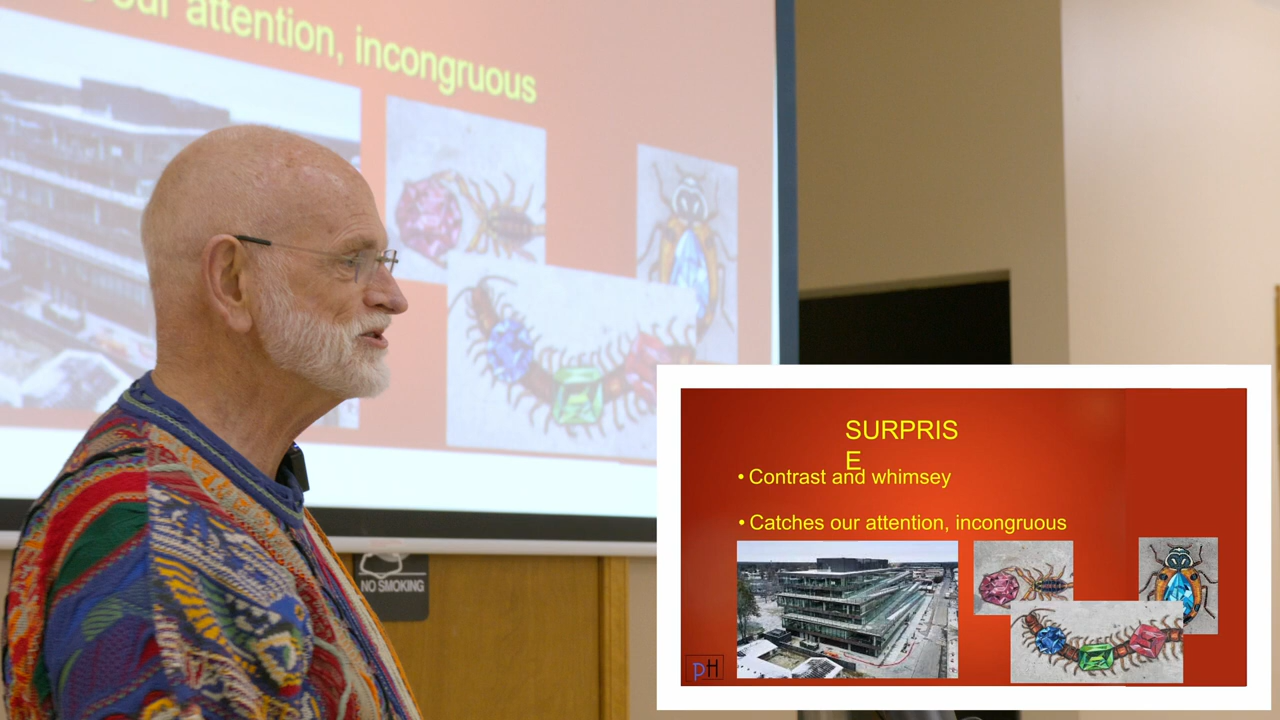 our attention, incongruous
NO SMOKING
SURPRIS
E
• Contrast and whimsey
• Catches our attention, incongruous
pH